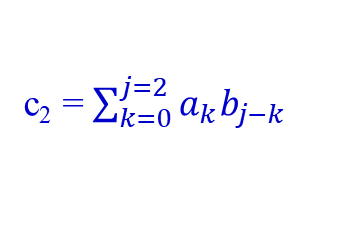 c₂ = ∑ₖ₌₀ʲ⁼² aₖ bⱼ₋ₖ